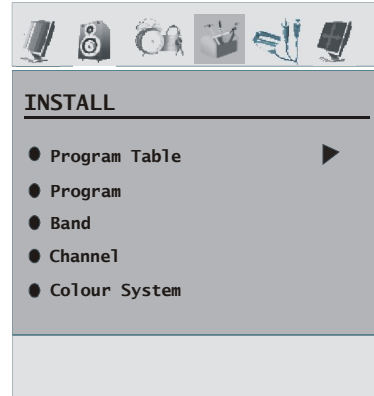 INSTALL
Program Table
Program
Band
Channel
Colour System